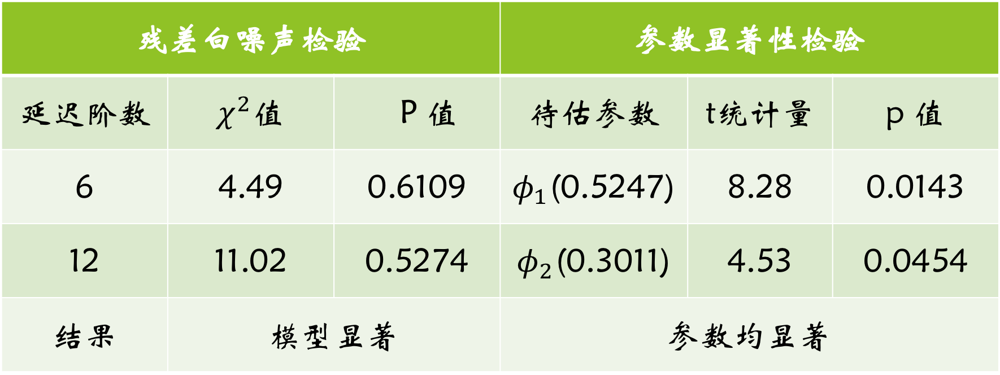 残差白噪声检验 参数显著性检验
延迟阶数 χ²值 P 值 待估参数 t统计量 p 值
6 4.49 0.6109 ϕ₁(0.5247) 8.28 0.0143
12 11.02 0.5274 ϕ₂(0.3011) 4.53 0.0454
结果 模型显著 参数均显著